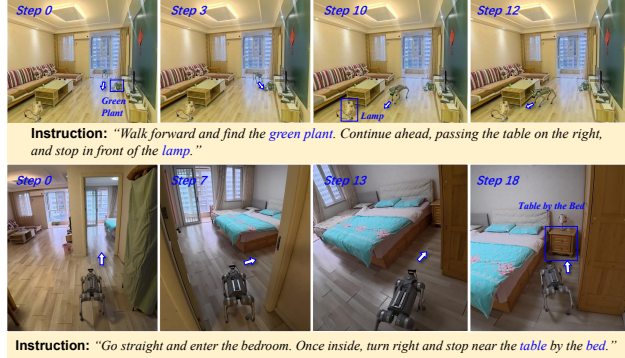 Step 0
Step 3
Step 10
Step 12
Green
Plant
Lamp
Instruction: “Walk forward and find the green plant. Continue ahead, passing the table on the right,
and stop in front of the lamp.”
Step 0
Step 7
Step 13
Step 18
Table by the Bed
Instruction: “Go straight and enter the bedroom. Once inside, turn right and stop near the table by the bed.”